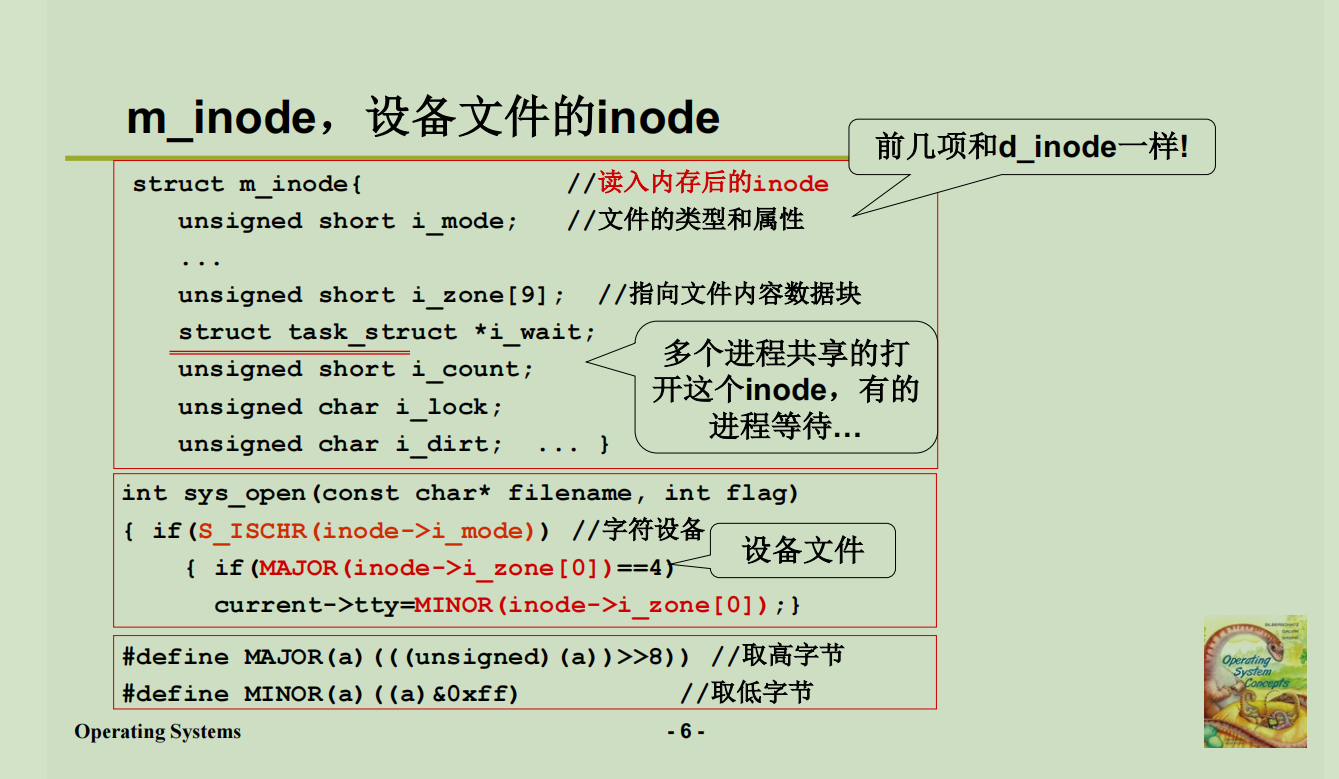 m_inode，设备文件的inode
前几项和d_inode一样!
struct m_inode{ //读入内存后的inode
unsigned short i_mode; //文件的类型和属性
...
unsigned short i_zone[9]; //指向文件内容数据块
struct task_struct *i_wait;
unsigned short i_count;
unsigned char i_lock;
unsigned char i_dirt; ... }
多个进程共享的打
开这个inode，有的
进程等待...
int sys_open(const char* filename, int flag)
{ if(S_ISCHR(inode->i_mode)) //字符设备
{ if(MAJOR(inode->i_zone[0])==4)
设备文件
current->tty=MINOR(inode->i_zone[0]);}
#define MAJOR(a)(((unsigned)(a))>>8)) //取高字节
#define MINOR(a)((a)&0xff) //取低字节
Operating Systems
- 6 -
Operating
System
Concepts